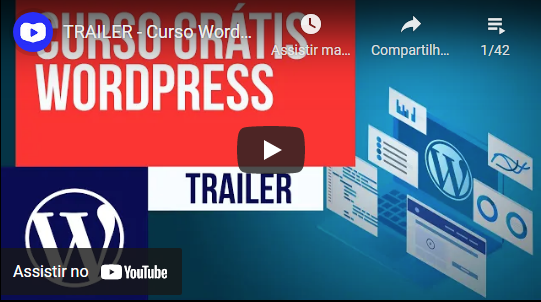 TRAILER - Curso Word...
Assistir ma...
Compartilh...
1/42
CURSO GRÁTIS
WORDPRESS
TRAILER
Assistir no YouTube